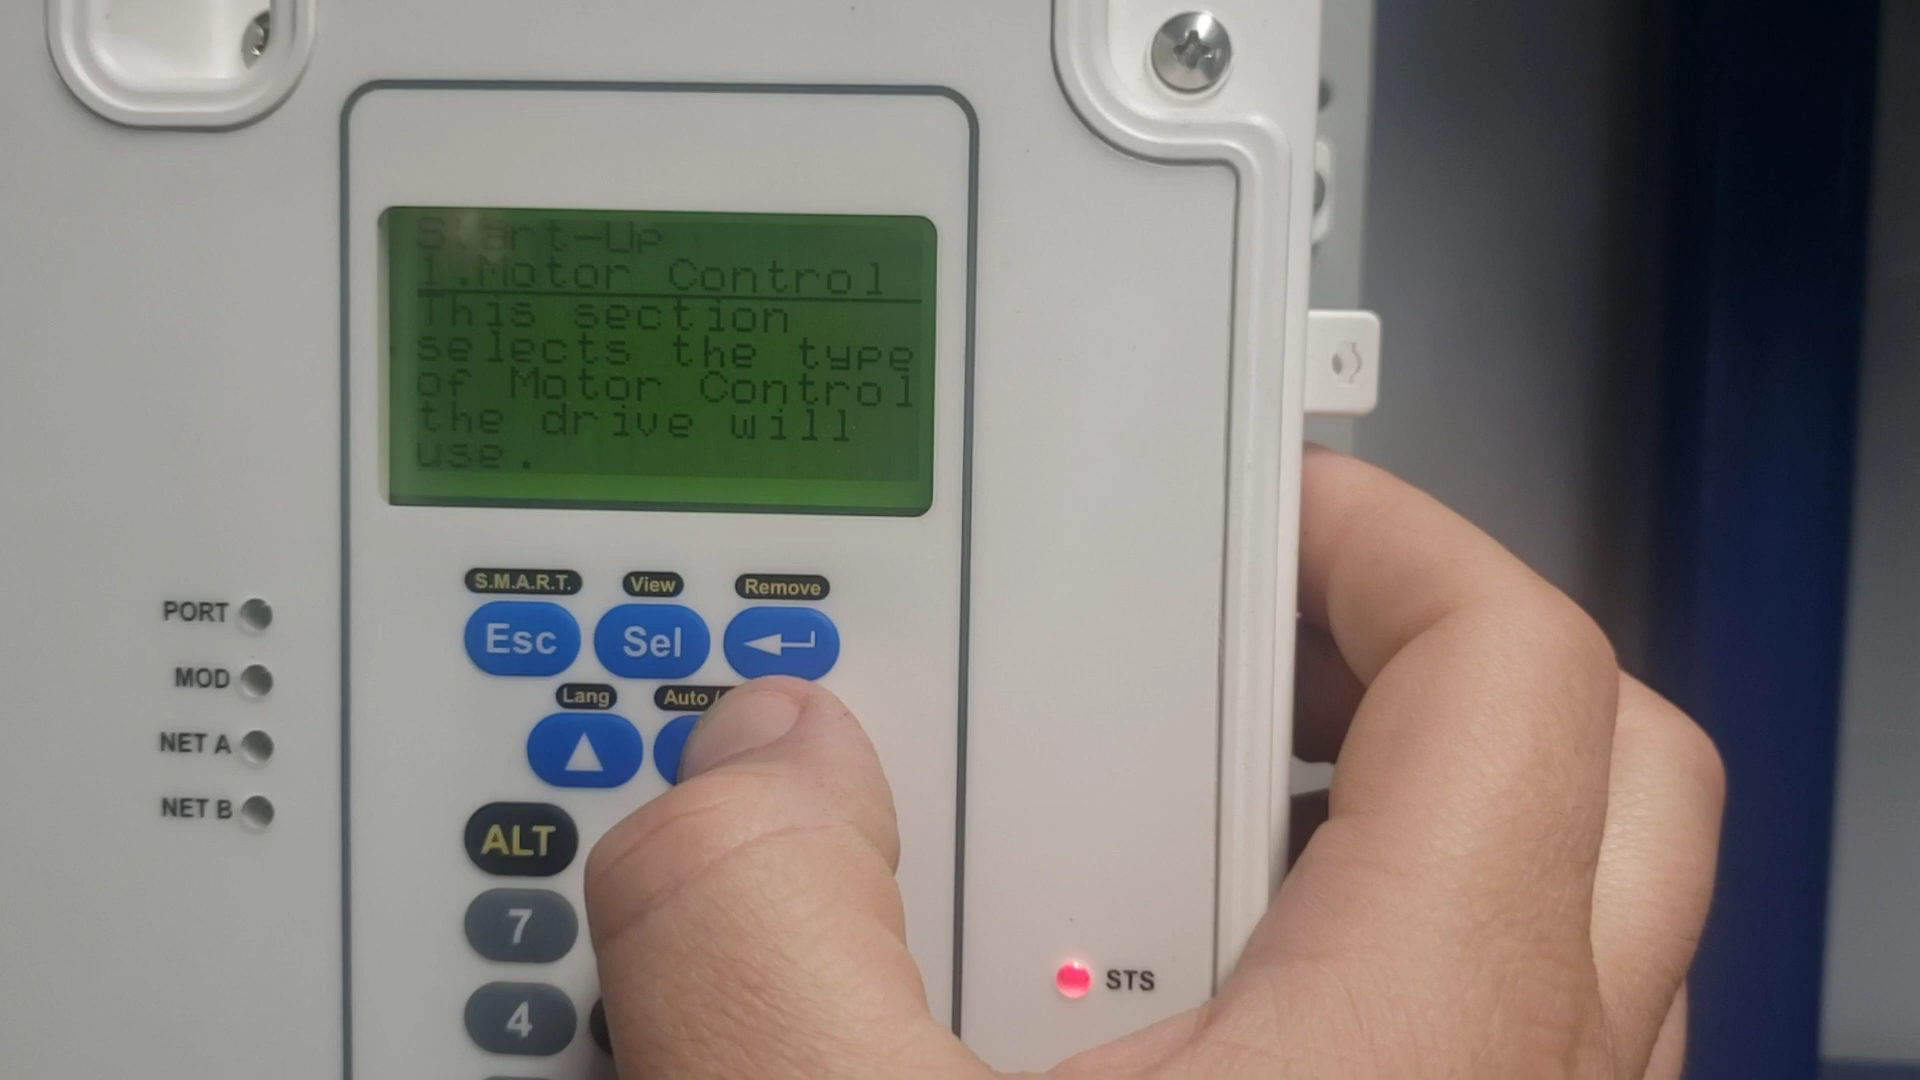 Start-Up
1.Motor Control
This section
selects the type
of Motor Control
the drive will
use.
S.M.A.R.T. View Remove
Esc Sel
Lang Auto /
PORT
MOD
NET A
NET B
ALT
7
4
STS